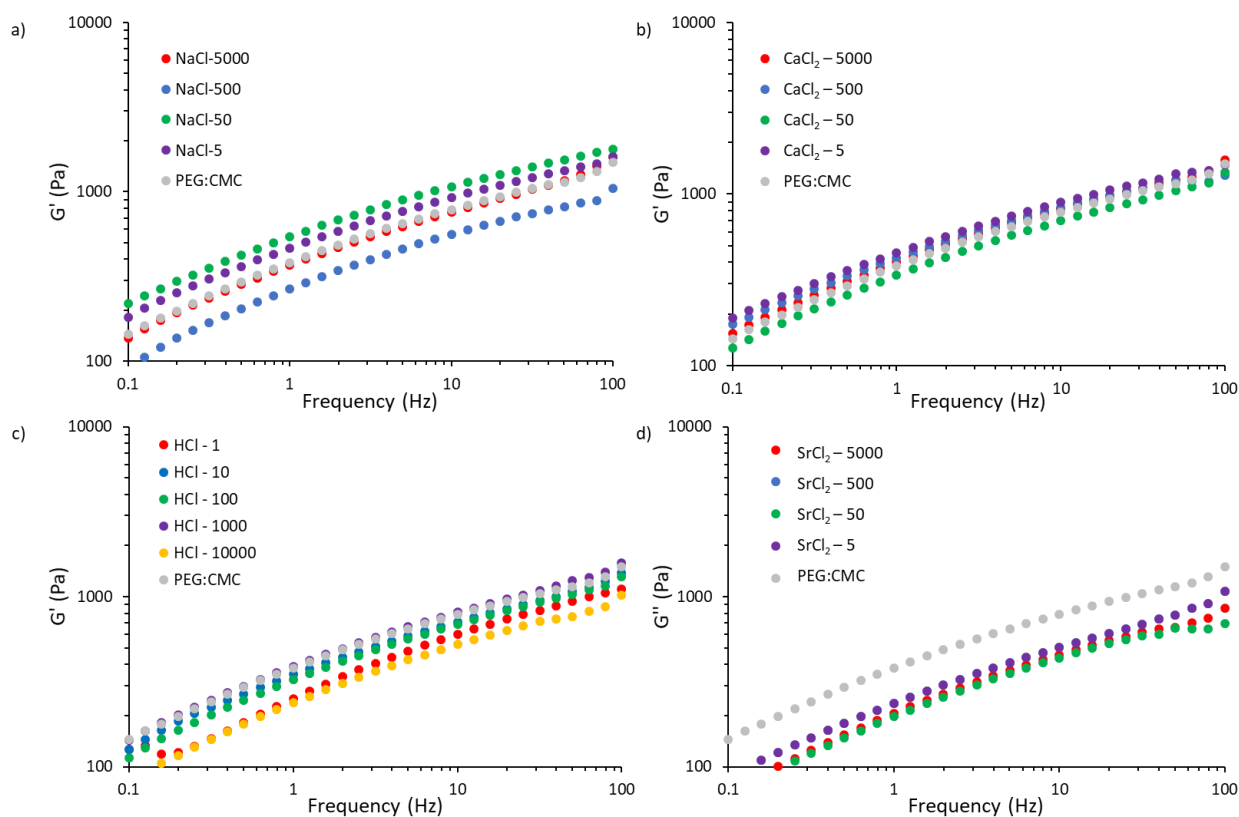 a)
10000
1000
100
G' (Pa)
NaCl-5000
NaCl-500
NaCl-50
NaCl-5
PEG:CMC
0.1 1 10 100
Frequency (Hz)
b)
10000
1000
100
G' (Pa)
CaCl₂ – 5000
CaCl₂ – 500
CaCl₂ – 50
CaCl₂ – 5
PEG:CMC
0.1 1 10 100
Frequency (Hz)
c)
10000
1000
100
G' (Pa)
HCl - 1
HCl - 10
HCl - 100
HCl - 1000
HCl - 10000
PEG:CMC
0.1 1 10 100
Frequency (Hz)
d)
10000
1000
100
G'' (Pa)
SrCl₂ – 5000
SrCl₂ – 500
SrCl₂ – 50
SrCl₂ – 5
PEG:CMC
0.1 1 10 100
Frequency (Hz)